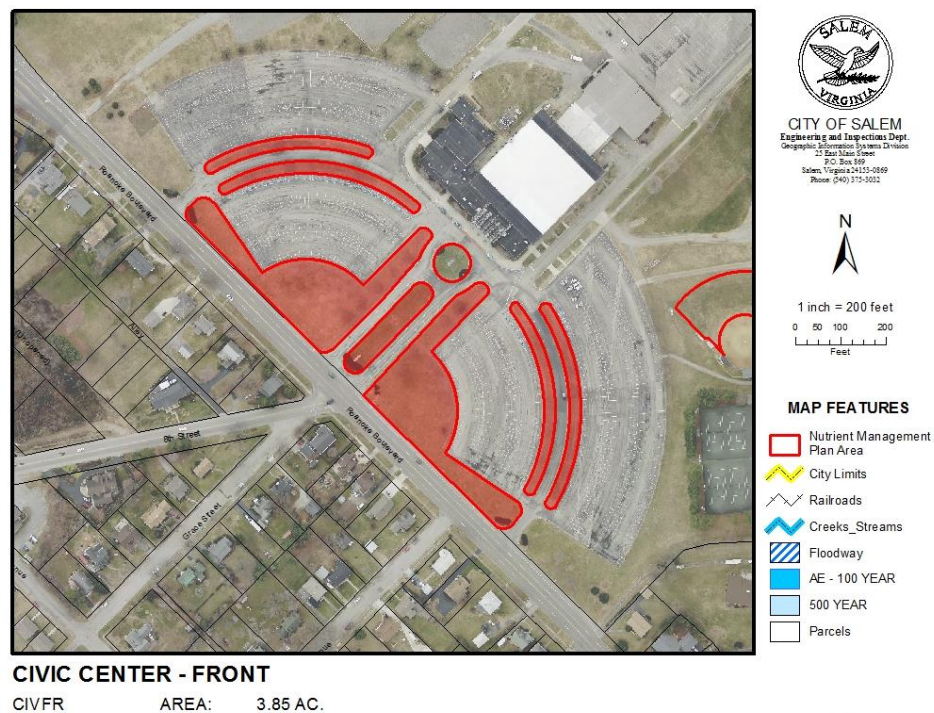 SALEM
VIRGINIA
CITY OF SALEM
Engineering and Inspections Dept.
Geographic Information Systems Division
25 East Main Street
P.O. Box 869
Salem, Virginia 24153-0869
Phone: (540) 375-3032
N
1 inch = 200 feet
0 50 100 200
Feet
MAP FEATURES
Nutrient Management
Plan Area
City Limits
Railroads
Creeks_Streams
Floodway
AE - 100 YEAR
500 YEAR
Parcels
Roanoke Boulevard
Alley
(Unopened)
8th Street
Roanoke Boulevard
Grace Street
CIVIC CENTER - FRONT
CIVFR AREA: 3.85 AC.